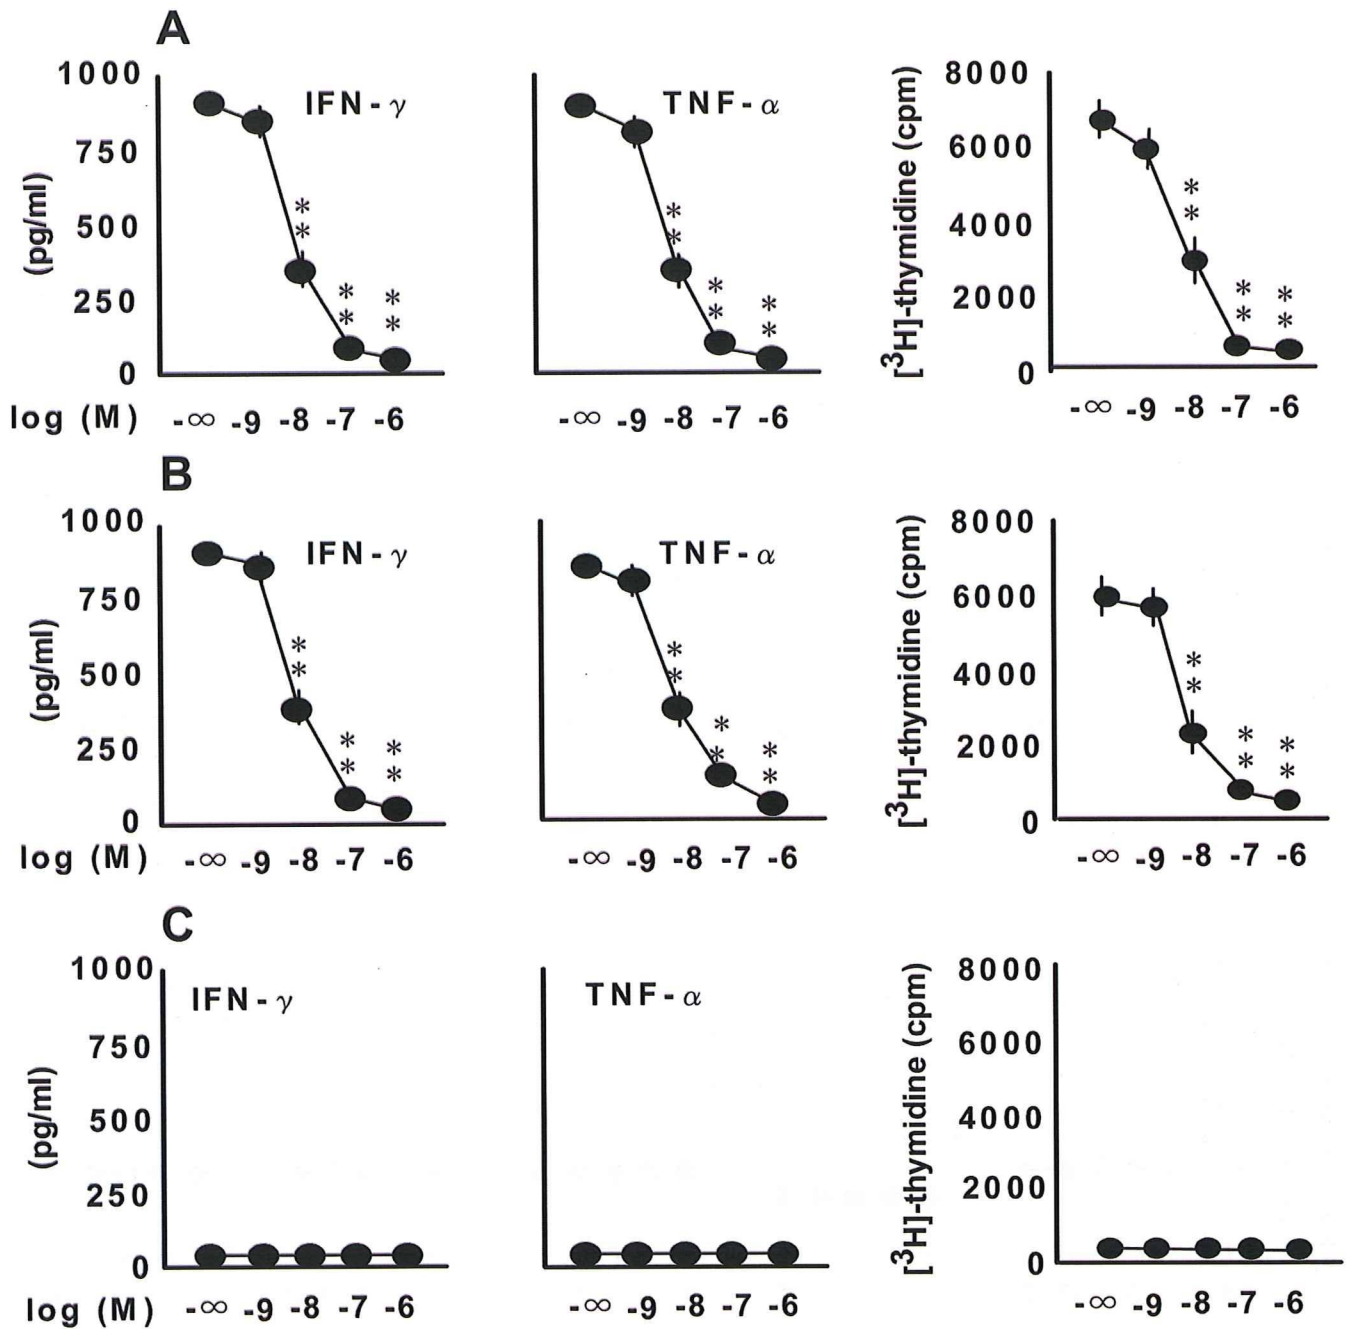 A
1000
750
500
250
0
(pg/ml)
IFN-γ
* *
* *
* *
log (M) -∞ -9 -8 -7 -6
TNF-α
* *
* *
* *
-∞ -9 -8 -7 -6
[³H]-thymidine (cpm)
8000
6000
4000
2000
0
* *
* *
* *
-∞ -9 -8 -7 -6
B
1000
750
500
250
0
(pg/ml)
IFN-γ
* *
* *
* *
log (M) -∞ -9 -8 -7 -6
TNF-α
* *
* *
* *
-∞ -9 -8 -7 -6
[³H]-thymidine (cpm)
8000
6000
4000
2000
0
* *
* *
* *
-∞ -9 -8 -7 -6
C
1000
750
500
250
0
(pg/ml)
IFN-γ
log (M) -∞ -9 -8 -7 -6
TNF-α
-∞ -9 -8 -7 -6
[³H]-thymidine (cpm)
8000
6000
4000
2000
0
-∞ -9 -8 -7 -6